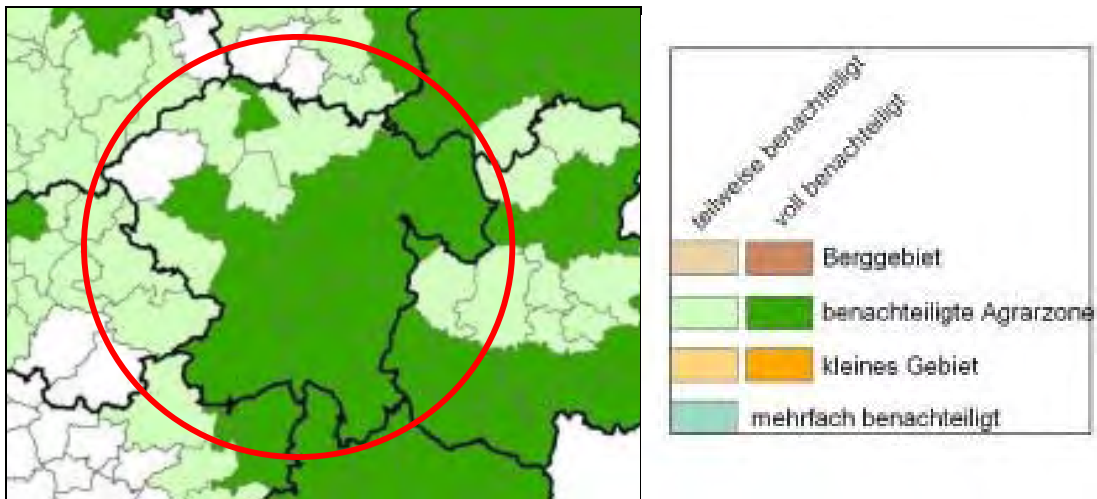 teilweise benachteiligt
voll benachteiligt
Berggebiet
benachteiligte Agrarzone
kleines Gebiet
mehrfach benachteiligt